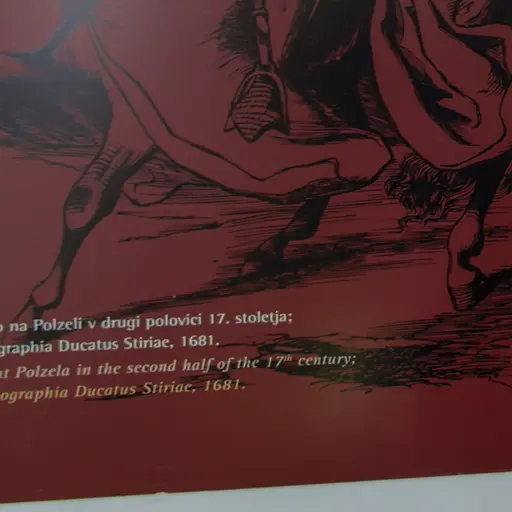 na Polzeli v drugi polovici 17. stoletja;
graphia Ducatus Stiriae, 1681.
Polzela in the second half of the 17th century;
ographia Ducatus Stiriae, 1681.